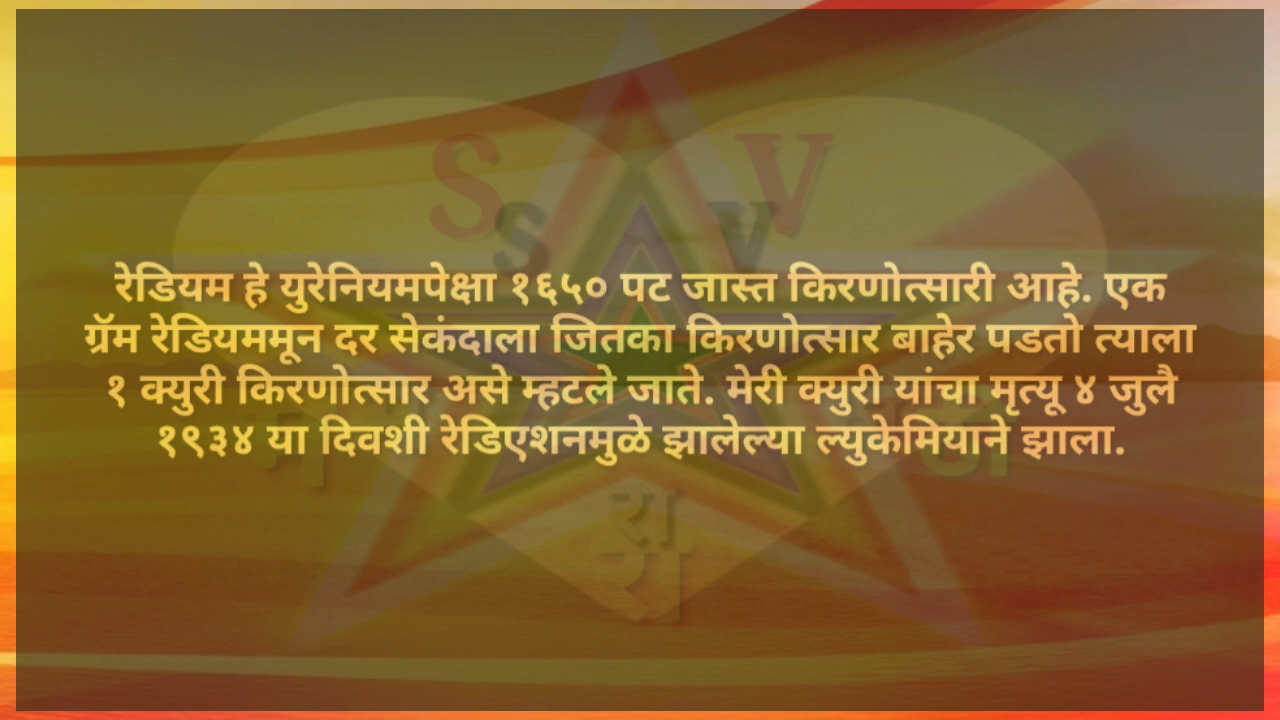 S V
S V
रेडियम हे युरेनियमपेक्षा १६५० पट जास्त किरणोत्सारी आहे. एक
ग्रॅम रेडियममून दर सेकंदाला जितका किरणोत्सार बाहेर पडतो त्याला
१ क्युरी किरणोत्सार असे म्हटले जाते. मेरी क्युरी यांचा मृत्यू ४ जुलै
१९३४ या दिवशी रेडिएशनमुळे झालेल्या ल्युकेमियाने झाला.
रा
रा